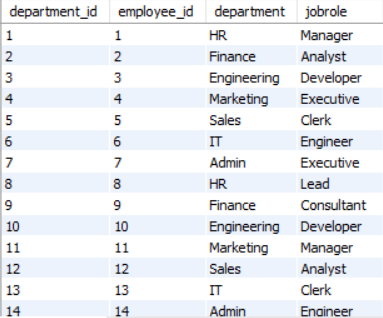 department_id employee_id department jobrole
1 1 HR Manager
2 2 Finance Analyst
3 3 Engineering Developer
4 4 Marketing Executive
5 5 Sales Clerk
6 6 IT Engineer
7 7 Admin Executive
8 8 HR Lead
9 9 Finance Consultant
10 10 Engineering Developer
11 11 Marketing Manager
12 12 Sales Analyst
13 13 IT Clerk
14 14 Admin Engineer